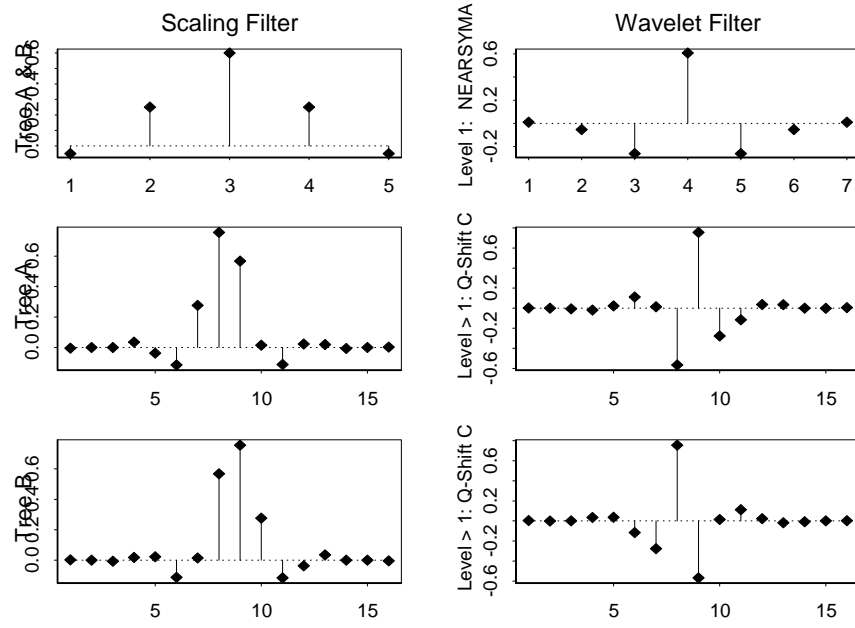 Scaling Filter
Wavelet Filter
Tree A & B
0.0 0.2 0.4 0.6
1 2 3 4 5
Level 1: NEARSYMA
-0.2 0.2 0.6
1 2 3 4 5 6 7
Tree A
0.0 0.2 0.4 0.6
5 10 15
Level > 1: Q-Shift C
-0.6 -0.2 0.2 0.6
5 10 15
Tree B
0.0 0.2 0.4 0.6
5 10 15
Level > 1: Q-Shift C
-0.6 -0.2 0.2 0.6
5 10 15